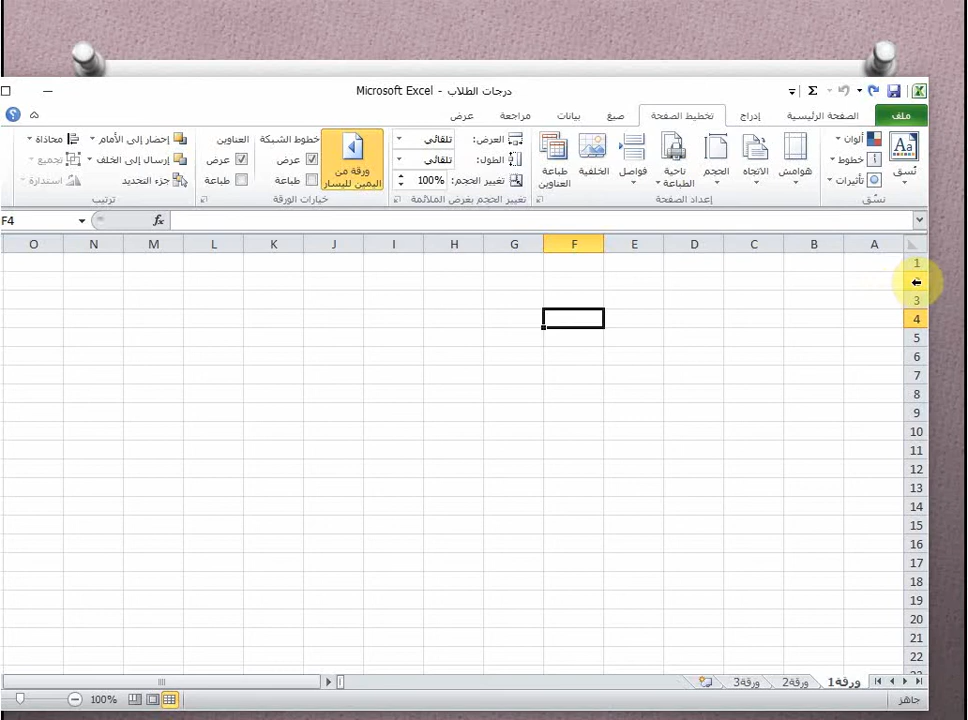 درجات الطلاب - Microsoft Excel
ملف الصفحة الرئيسية إدراج تخطيط الصفحة صيغ بيانات مراجعة عرض
ألوان
خطوط
تأثيرات
نُسق
نسّق
هوامش
الاتجاه
الحجم
ناحية
الطباعة
فواصل
الخلفية
طباعة
العناوين
إعداد الصفحة
العرض: تلقائي
الطول: تلقائي
تغيير الحجم: 100%
تغيير الحجم بغرض الملائمة
ورقة من
اليمين لليسار
خطوط الشبكة
عرض
طباعة
العناوين
عرض
طباعة
خيارات الورقة
إحضار إلى الأمام
إرسال إلى الخلف
جزء التحديد
محاذاة
تجميع
استدارة
ترتيب
F4 fx
A B C D E F G H I J K L M N O
1
3
4
5
6
7
8
9
10
11
12
13
14
15
16
17
18
19
20
21
22
ورقة1 ورقة2 ورقة3
جاهز 100%